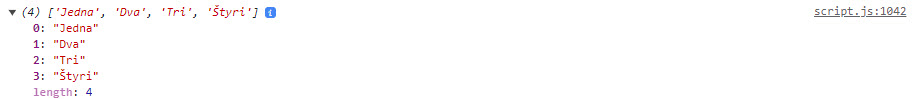 (4) ['Jedna', 'Dva', 'Tri', 'Štyri'] i script.js:1042
0: "Jedna"
1: "Dva"
2: "Tri"
3: "Štyri"
length: 4